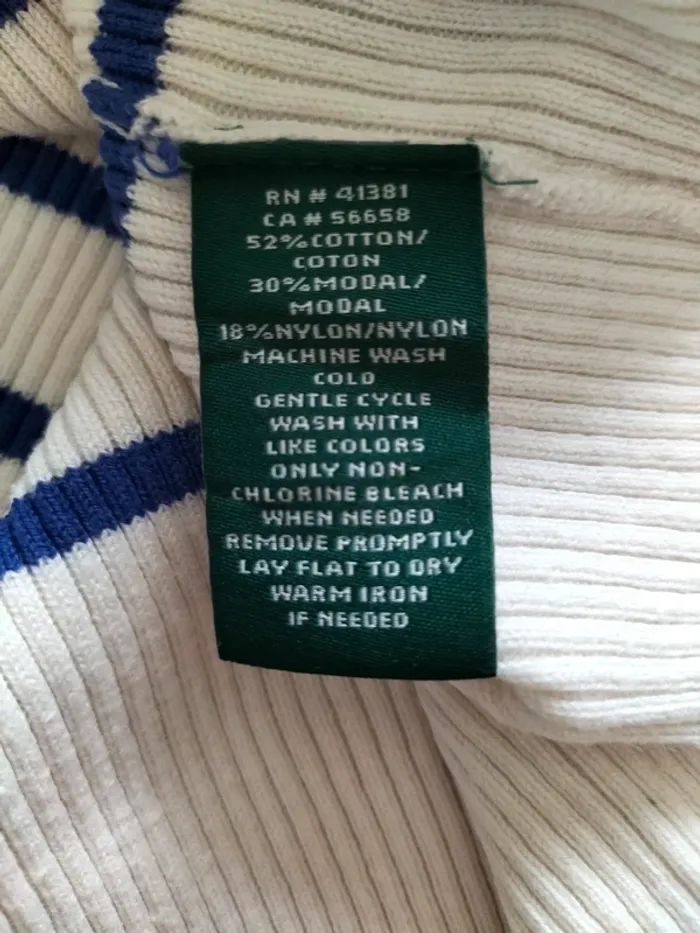 RN # 41381
CA # 56658
52%COTTON/
COTON
30%MODAL/
MODAL
18%NYLON/NYLON
MACHINE WASH
COLD
GENTLE CYCLE
WASH WITH
LIKE COLORS
ONLY NON-
CHLORINE BLEACH
WHEN NEEDED
REMOVE PROMPTLY
LAY FLAT TO DRY
WARM IRON
IF NEEDED